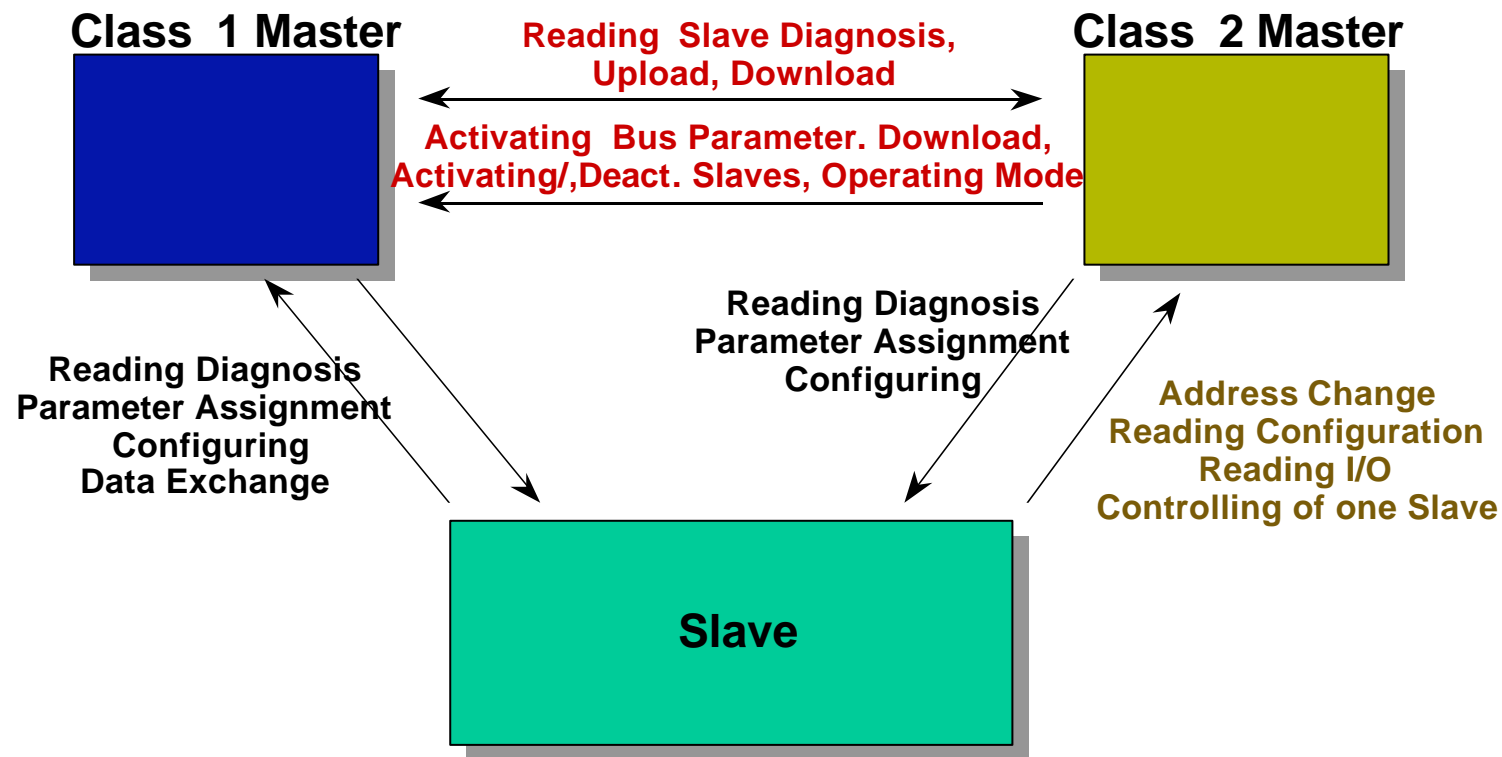 Class 1 Master
Reading Slave Diagnosis,
Upload, Download
Class 2 Master
Activating Bus Parameter. Download,
Activating/,Deact. Slaves, Operating Mode
Reading Diagnosis
Parameter Assignment
Configuring
Data Exchange
Reading Diagnosis
Parameter Assignment
Configuring
Address Change
Reading Configuration
Reading I/O
Controlling of one Slave
Slave